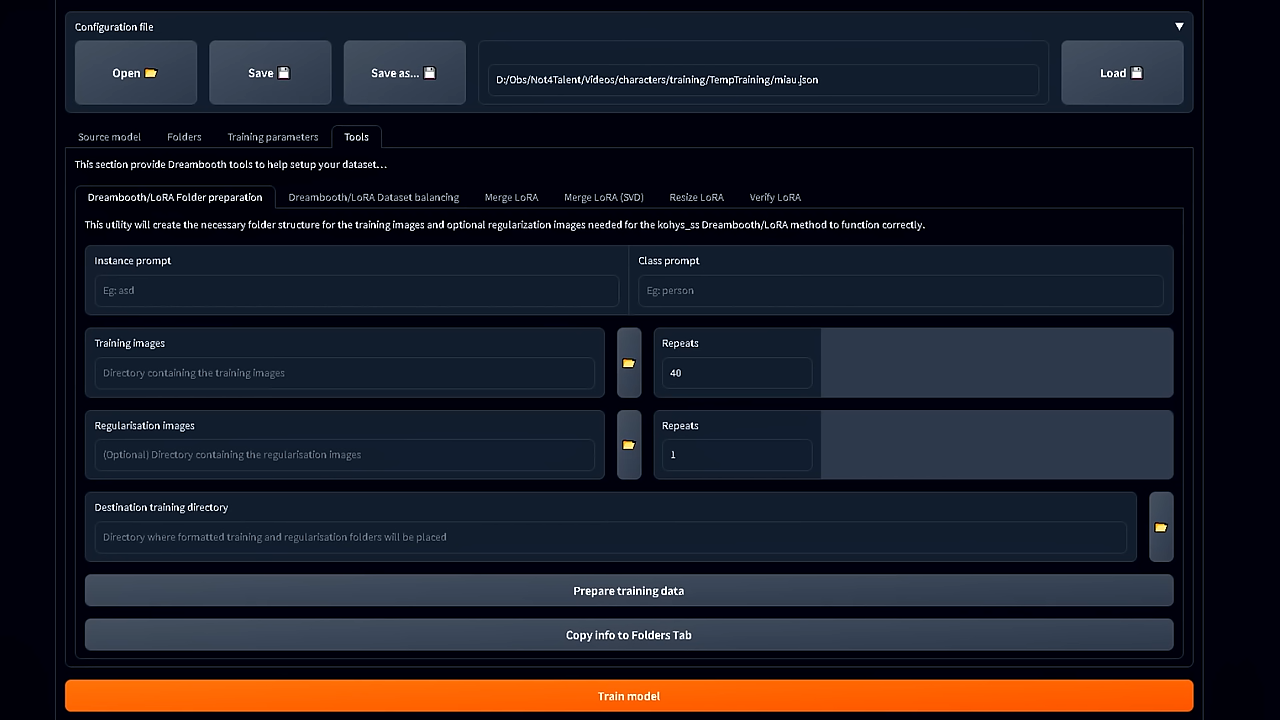 Configuration file ▼
Open 📂 Save 💾 Save as... 💾 D:/Obs/Not4Talent/Videos/characters/training/TempTraining/miau.json Load 💾
Source model Folders Training parameters Tools
This section provide Dreambooth tools to help setup your dataset...
Dreambooth/LoRA Folder preparation Dreambooth/LoRA Dataset balancing Merge LoRA Merge LoRA (SVD) Resize LoRA Verify LoRA
This utility will create the necessary folder structure for the training images and optional regularization images needed for the kohys_ss Dreambooth/LoRA method to function correctly.
Instance prompt Class prompt
Eg: asd Eg: person
Training images Repeats
Directory containing the training images 40
Regularisation images Repeats
(Optional) Directory containing the regularisation images 1
Destination training directory
Directory where formatted training and regularisation folders will be placed
Prepare training data
Copy info to Folders Tab
Train model